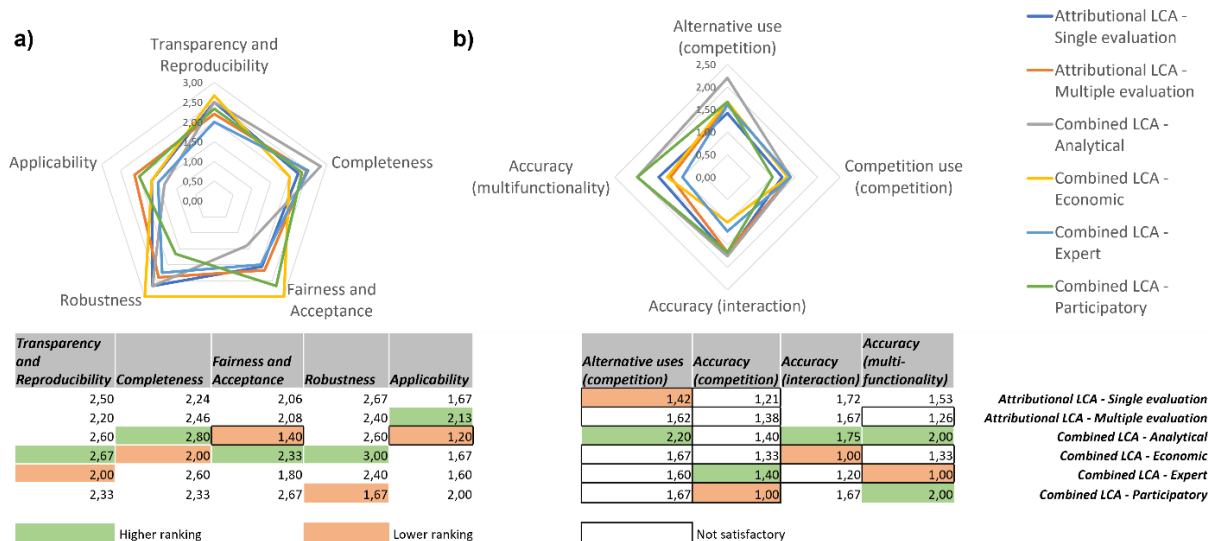 a)
Transparency and
Reproducibility
3,00
2,50
2,00
1,50
1,00
0,50
0,00
Completeness
Fairness and
Acceptance
Robustness
Applicability
b)
Alternative use
(competition)
2,50
2,00
1,50
1,00
0,50
0,00
Competition use
(competition)
Accuracy (interaction)
Accuracy
(multifunctionality)
Attributional LCA -
Single evaluation
Attributional LCA -
Multiple evaluation
Combined LCA -
Analytical
Combined LCA -
Economic
Combined LCA -
Expert
Combined LCA -
Participatory
Transparency
and
Reproducibility Completeness Fairness and Acceptance Robustness Applicability
2,50 2,24 2,06 2,67 1,67
2,20 2,46 2,08 2,40 2,13
2,60 2,80 1,40 2,60 1,20
2,67 2,00 2,33 3,00 1,67
2,00 2,60 1,80 2,40 1,60
2,33 2,33 2,67 1,67 2,00
Higher ranking Lower ranking
Alternative uses (competition) Accuracy (competition) Accuracy (interaction) Accuracy (multi-functionality)
1,42 1,21 1,72 1,53 Attributional LCA - Single evaluation
1,62 1,38 1,67 1,26 Attributional LCA - Multiple evaluation
2,20 1,40 1,75 2,00 Combined LCA - Analytical
1,67 1,33 1,00 1,33 Combined LCA - Economic
1,60 1,40 1,20 1,00 Combined LCA - Expert
1,67 1,00 1,67 2,00 Combined LCA - Participatory
Not satisfactory